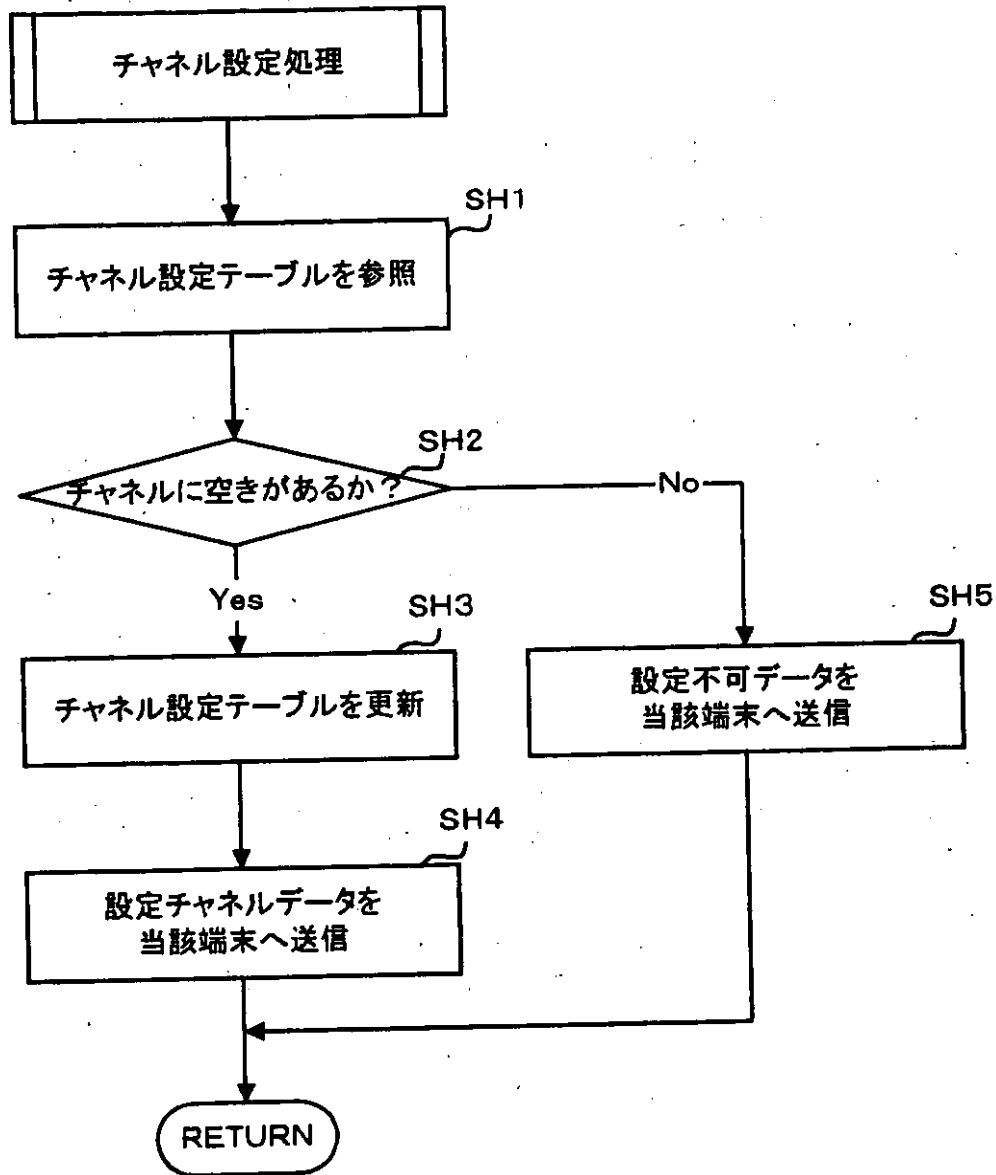 チャネル設定処理
SH1
チャネル設定テーブルを参照
SH2
チャネルに空きがあるか?
No
Yes
SH3
チャネル設定テーブルを更新
SH5
設定不可データを
当該端末へ送信
SH4
設定チャネルデータを
当該端末へ送信
RETURN